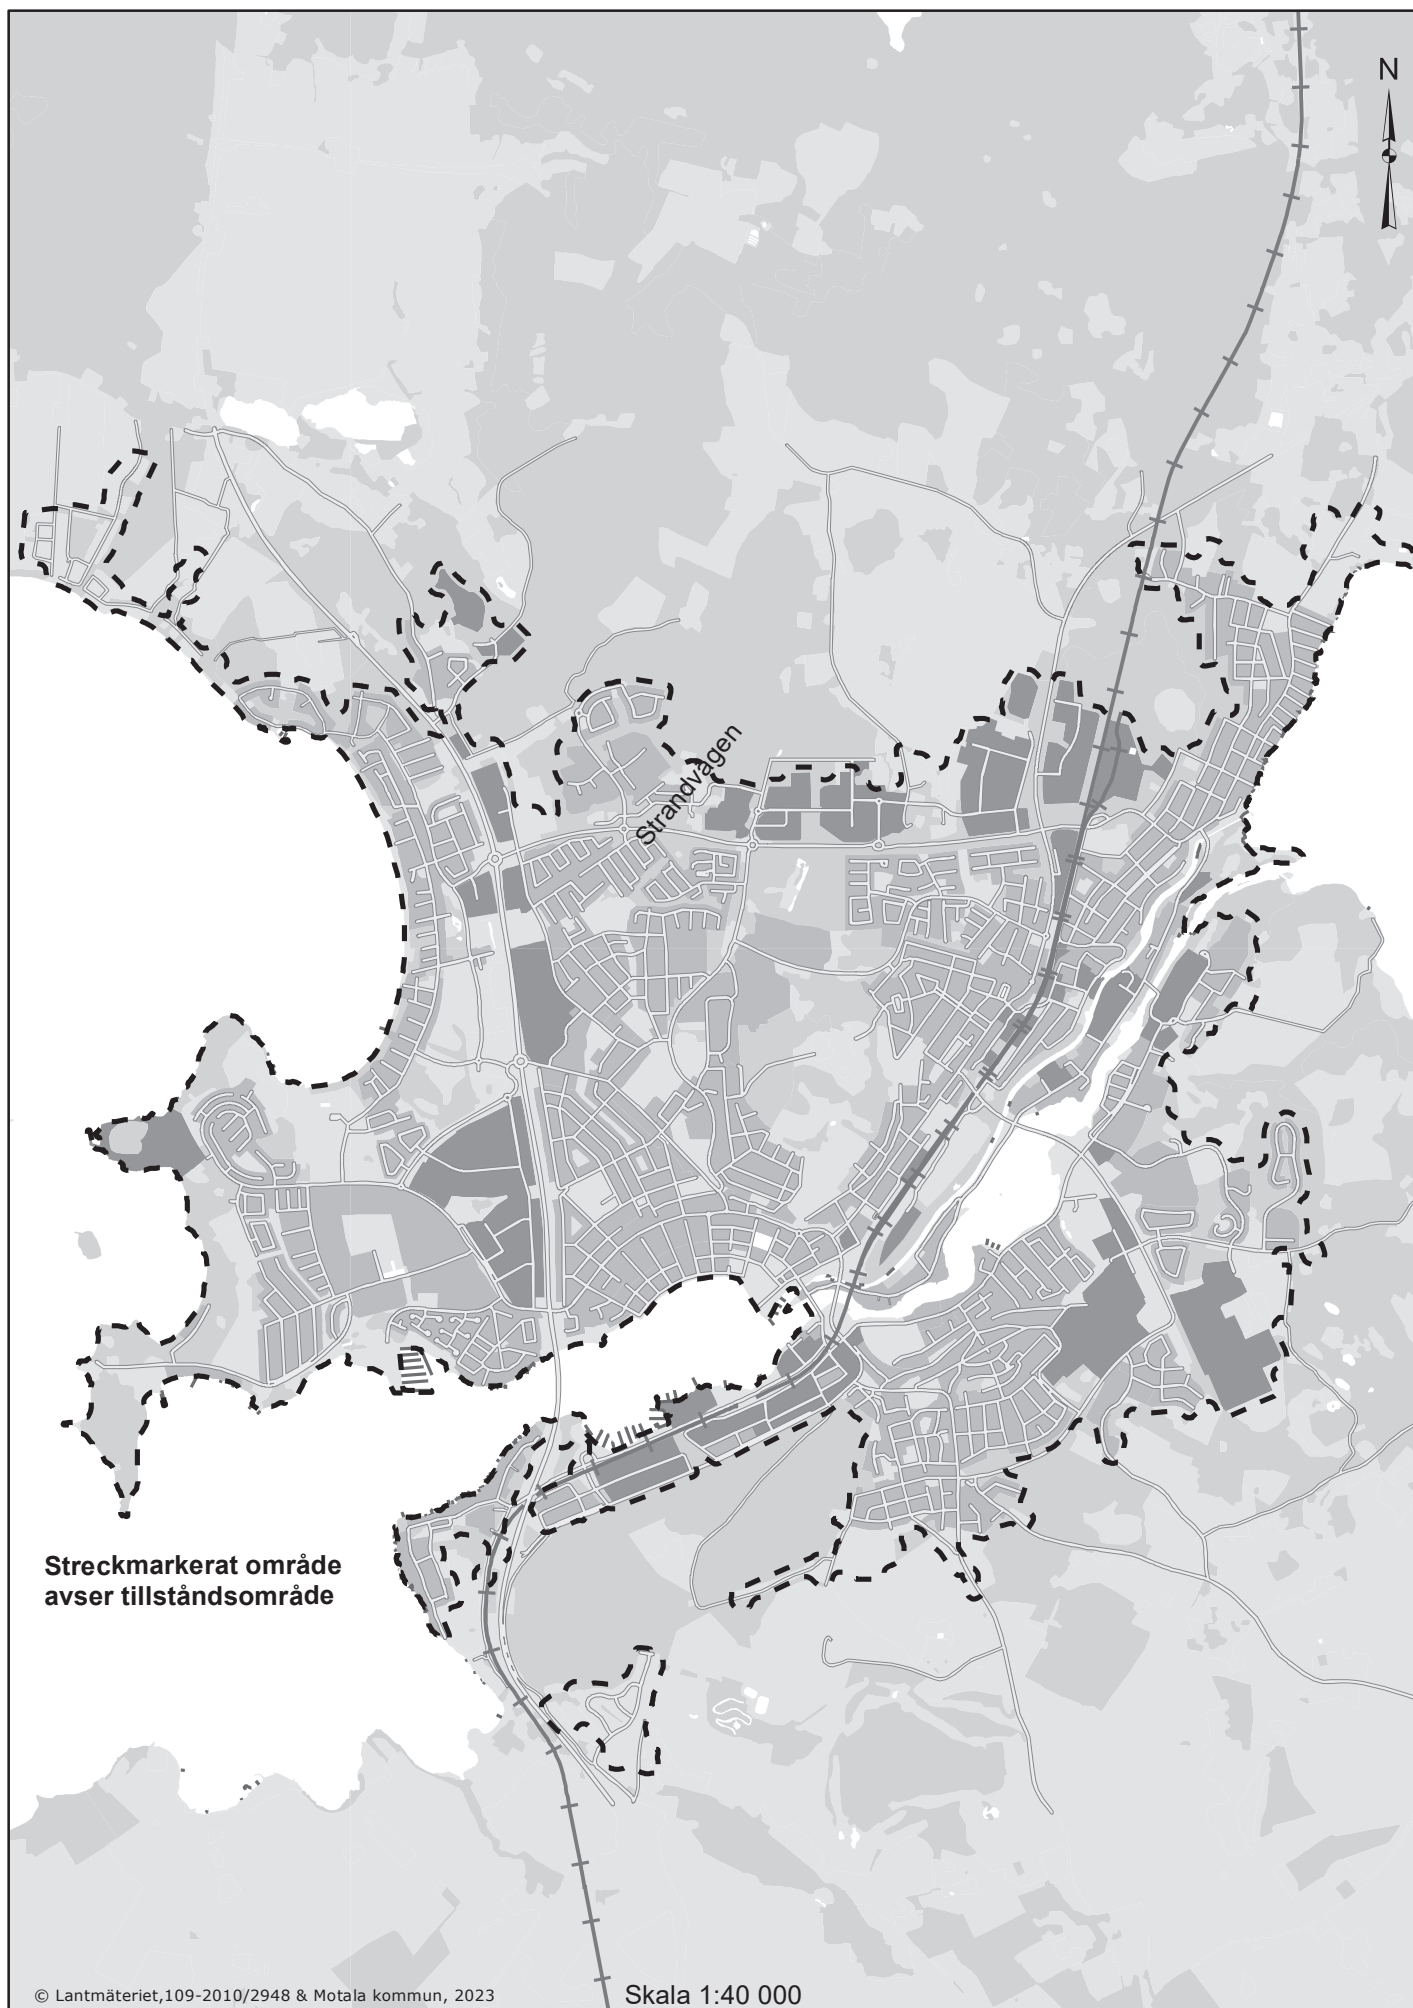 N
Strandvägen
Streckmarkerat område
avser tillståndsområde
© Lantmäteriet,109-2010/2948 & Motala kommun, 2023
Skala 1:40 000